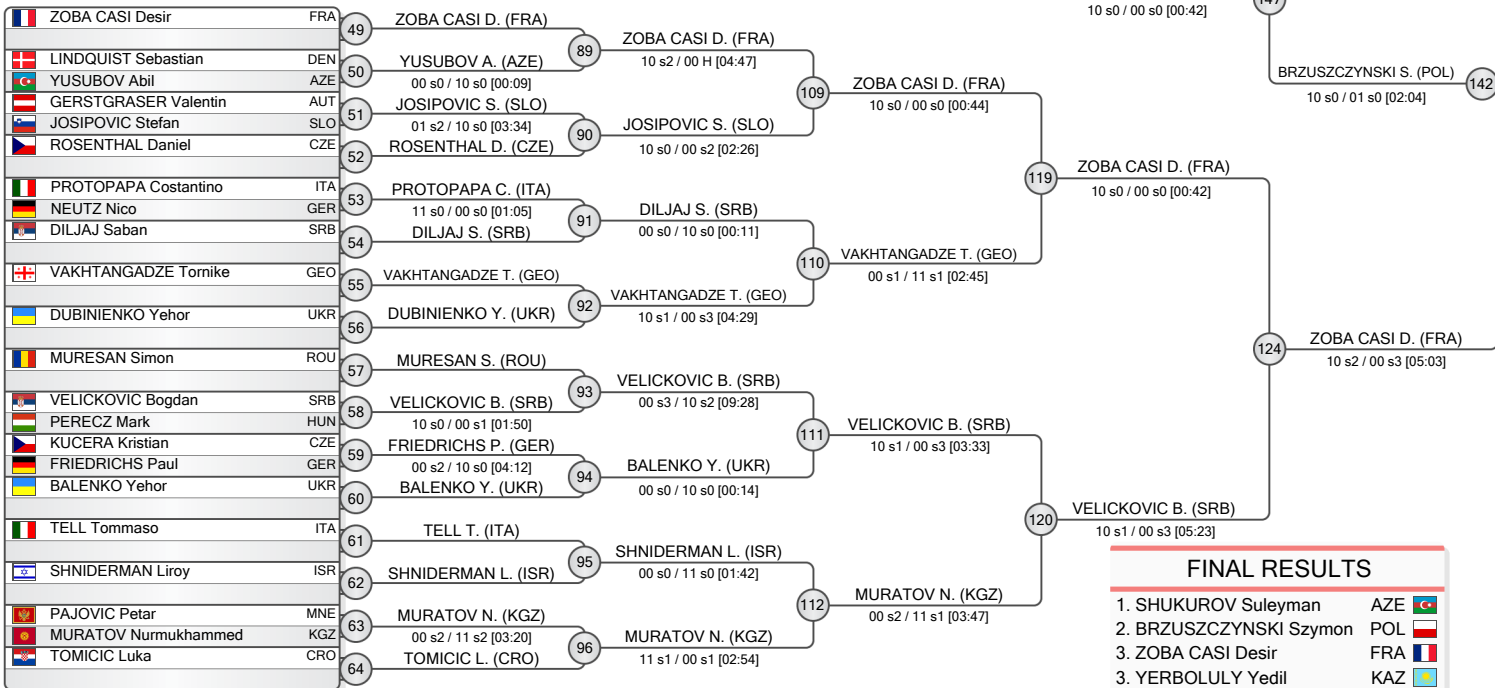 ZOBA CASI Desir FRA
LINDQUIST Sebastian DEN
YUSUBOV Abil AZE
GERSTGRASER Valentin AUT
JOSIPOVIC Stefan SLO
ROSENTHAL Daniel CZE
PROTOPAPA Costantino ITA
NEUTZ Nico GER
DILJAJ Saban SRB
VAKHTANGADZE Tornike GEO
DUBINIENKO Yehor UKR
MURESAN Simon ROU
VELICKOVIC Bogdan SRB
PERECZ Mark HUN
KUCERA Kristian CZE
FRIEDRICHS Paul GER
BALENKO Yehor UKR
TELL Tommaso ITA
SHNIDERMAN Liroy ISR
PAJOVIC Petar MNE
MURATOV Nurmukhammed KGZ
TOMICIC Luka CRO
49
50
51
52
53
54
55
56
57
58
59
60
61
62
63
64
ZOBA CASI D. (FRA)
YUSUBOV A. (AZE)
00 s0 / 10 s0 [00:09]
JOSIPOVIC S. (SLO)
01 s2 / 10 s0 [03:34]
ROSENTHAL D. (CZE)
PROTOPAPA C. (ITA)
11 s0 / 00 s0 [01:05]
DILJAJ S. (SRB)
VAKHTANGADZE T. (GEO)
DUBINIENKO Y. (UKR)
MURESAN S. (ROU)
VELICKOVIC B. (SRB)
10 s0 / 00 s1 [01:50]
FRIEDRICHS P. (GER)
00 s2 / 10 s0 [04:12]
BALENKO Y. (UKR)
TELL T. (ITA)
SHNIDERMAN L. (ISR)
MURATOV N. (KGZ)
00 s2 / 11 s2 [03:20]
TOMICIC L. (CRO)
89
90
91
92
93
94
95
96
ZOBA CASI D. (FRA)
10 s2 / 00 H [04:47]
JOSIPOVIC S. (SLO)
10 s0 / 00 s2 [02:26]
DILJAJ S. (SRB)
00 s0 / 10 s0 [00:11]
VAKHTANGADZE T. (GEO)
10 s1 / 00 s3 [04:29]
VELICKOVIC B. (SRB)
00 s3 / 10 s2 [09:28]
BALENKO Y. (UKR)
00 s0 / 10 s0 [00:14]
SHNIDERMAN L. (ISR)
00 s0 / 11 s0 [01:42]
MURATOV N. (KGZ)
11 s1 / 00 s1 [02:54]
109
110
111
112
ZOBA CASI D. (FRA)
10 s0 / 00 s0 [00:44]
VAKHTANGADZE T. (GEO)
00 s1 / 11 s1 [02:45]
VELICKOVIC B. (SRB)
10 s1 / 00 s3 [03:33]
MURATOV N. (KGZ)
00 s2 / 11 s1 [03:47]
119
120
ZOBA CASI D. (FRA)
10 s0 / 00 s0 [00:42]
VELICKOVIC B. (SRB)
10 s1 / 00 s3 [05:23]
124
ZOBA CASI D. (FRA)
10 s2 / 00 s3 [05:03]
10 s0 / 00 s0 [00:42]
BRZUSZCZYNSKI S. (POL)
10 s0 / 01 s0 [02:04]
142
FINAL RESULTS
1. SHUKUROV Suleyman AZE
2. BRZUSZCZYNSKI Szymon POL
3. ZOBA CASI Desir FRA
3. YERBOLULY Yedil KAZ